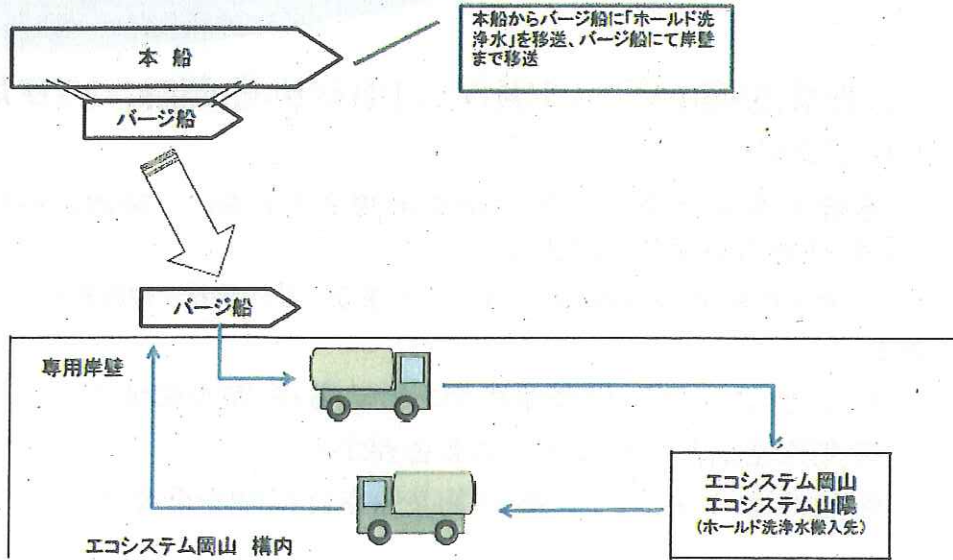 本船からバージ船に「ホールド洗
浄水」を移送、バージ船にて岸壁
まで移送
本 船
バージ船
バージ船
専用岸壁
エコシステム岡山
エコシステム山陽
(ホールド洗浄水搬入先)
エコシステム岡山 構内